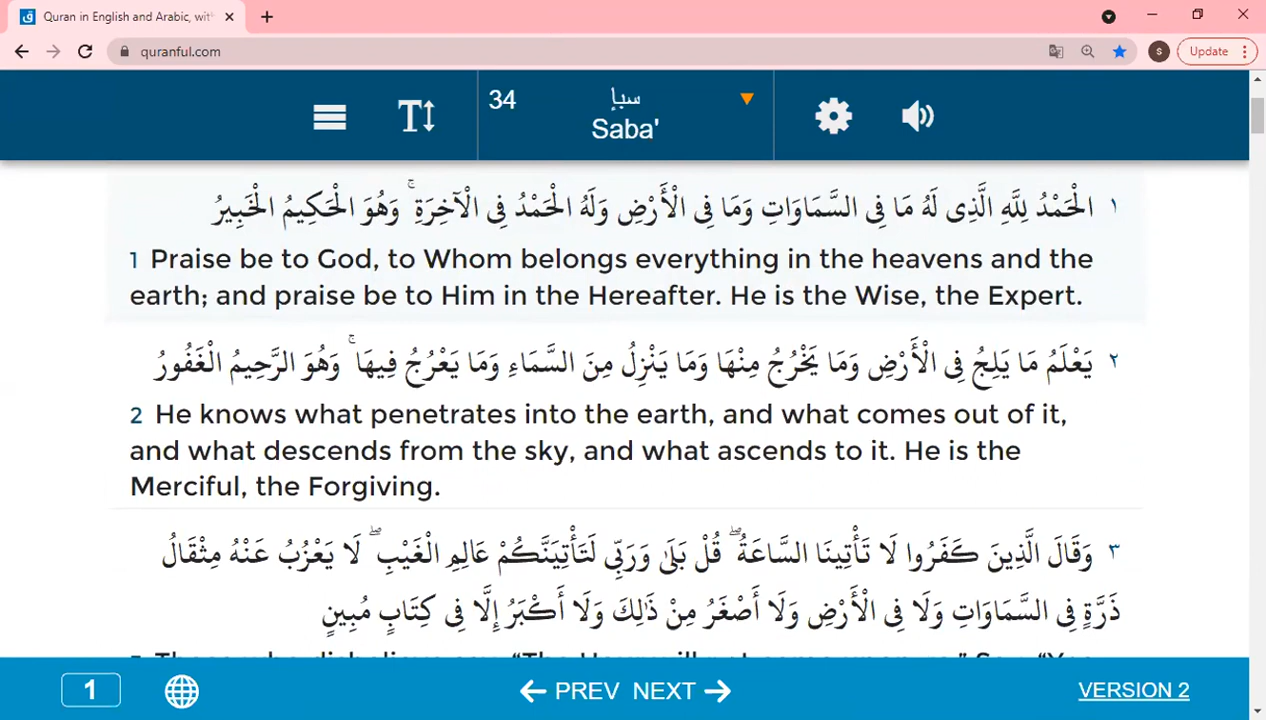 Quran in English and Arabic, wit
quranful.com
S
Update
34
سبإ
Saba'
١ الْحَمْدُ لِلَّهِ الَّذِى لَهُ مَا فِى السَّمَاوَاتِ وَمَا فِى الْأَرْضِ وَلَهُ الْحَمْدُ فِى الْآخِرَةِ ۚ وَهُوَ الْحَكِيمُ الْخَبِيرُ
1 Praise be to God, to Whom belongs everything in the heavens and the
earth; and praise be to Him in the Hereafter. He is the Wise, the Expert.
٢ يَعْلَمُ مَا يَلِجُ فِى الْأَرْضِ وَمَا يَخْرُجُ مِنْهَا وَمَا يَنْزِلُ مِنَ السَّمَاءِ وَمَا يَعْرُجُ فِيهَا ۚ وَهُوَ الرَّحِيمُ الْغَفُورُ
2 He knows what penetrates into the earth, and what comes out of it,
and what descends from the sky, and what ascends to it. He is the
Merciful, the Forgiving.
٣ وَقَالَ الَّذِينَ كَفَرُوا لَا تَأْتِينَا السَّاعَةُ ۖ قُلْ بَلَىٰ وَرَبِّى لَتَأْتِيَنَّكُمْ عَالِمِ الْغَيْبِ ۖ لَا يَعْزُبُ عَنْهُ مِثْقَالُ
ذَرَّةٍ فِى السَّمَاوَاتِ وَلَا فِى الْأَرْضِ وَلَا أَصْغَرُ مِنْ ذَٰلِكَ وَلَا أَكْبَرُ إِلَّا فِى كِتَابٍ مُبِينٍ
1
PREV NEXT
VERSION 2